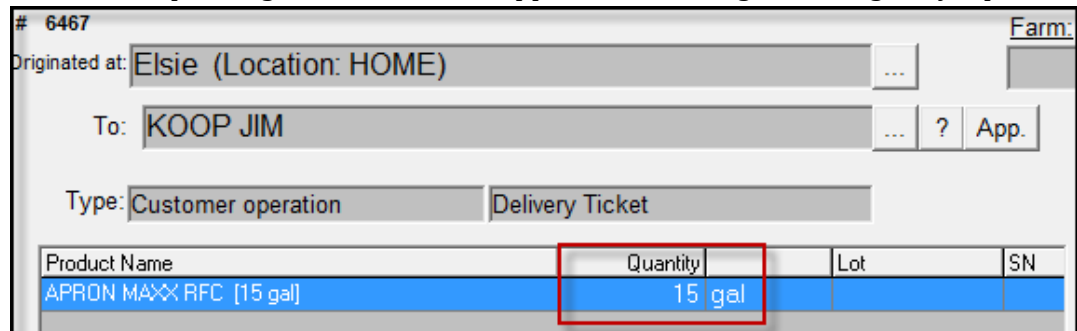 # 6467 Farm:
Originated at: Elsie (Location: HOME) ...
To: KOOP JIM ... ? App.
Type: Customer operation Delivery Ticket
Product Name Quantity Lot SN
APRON MAXX RFC [15 gal] 15 gal